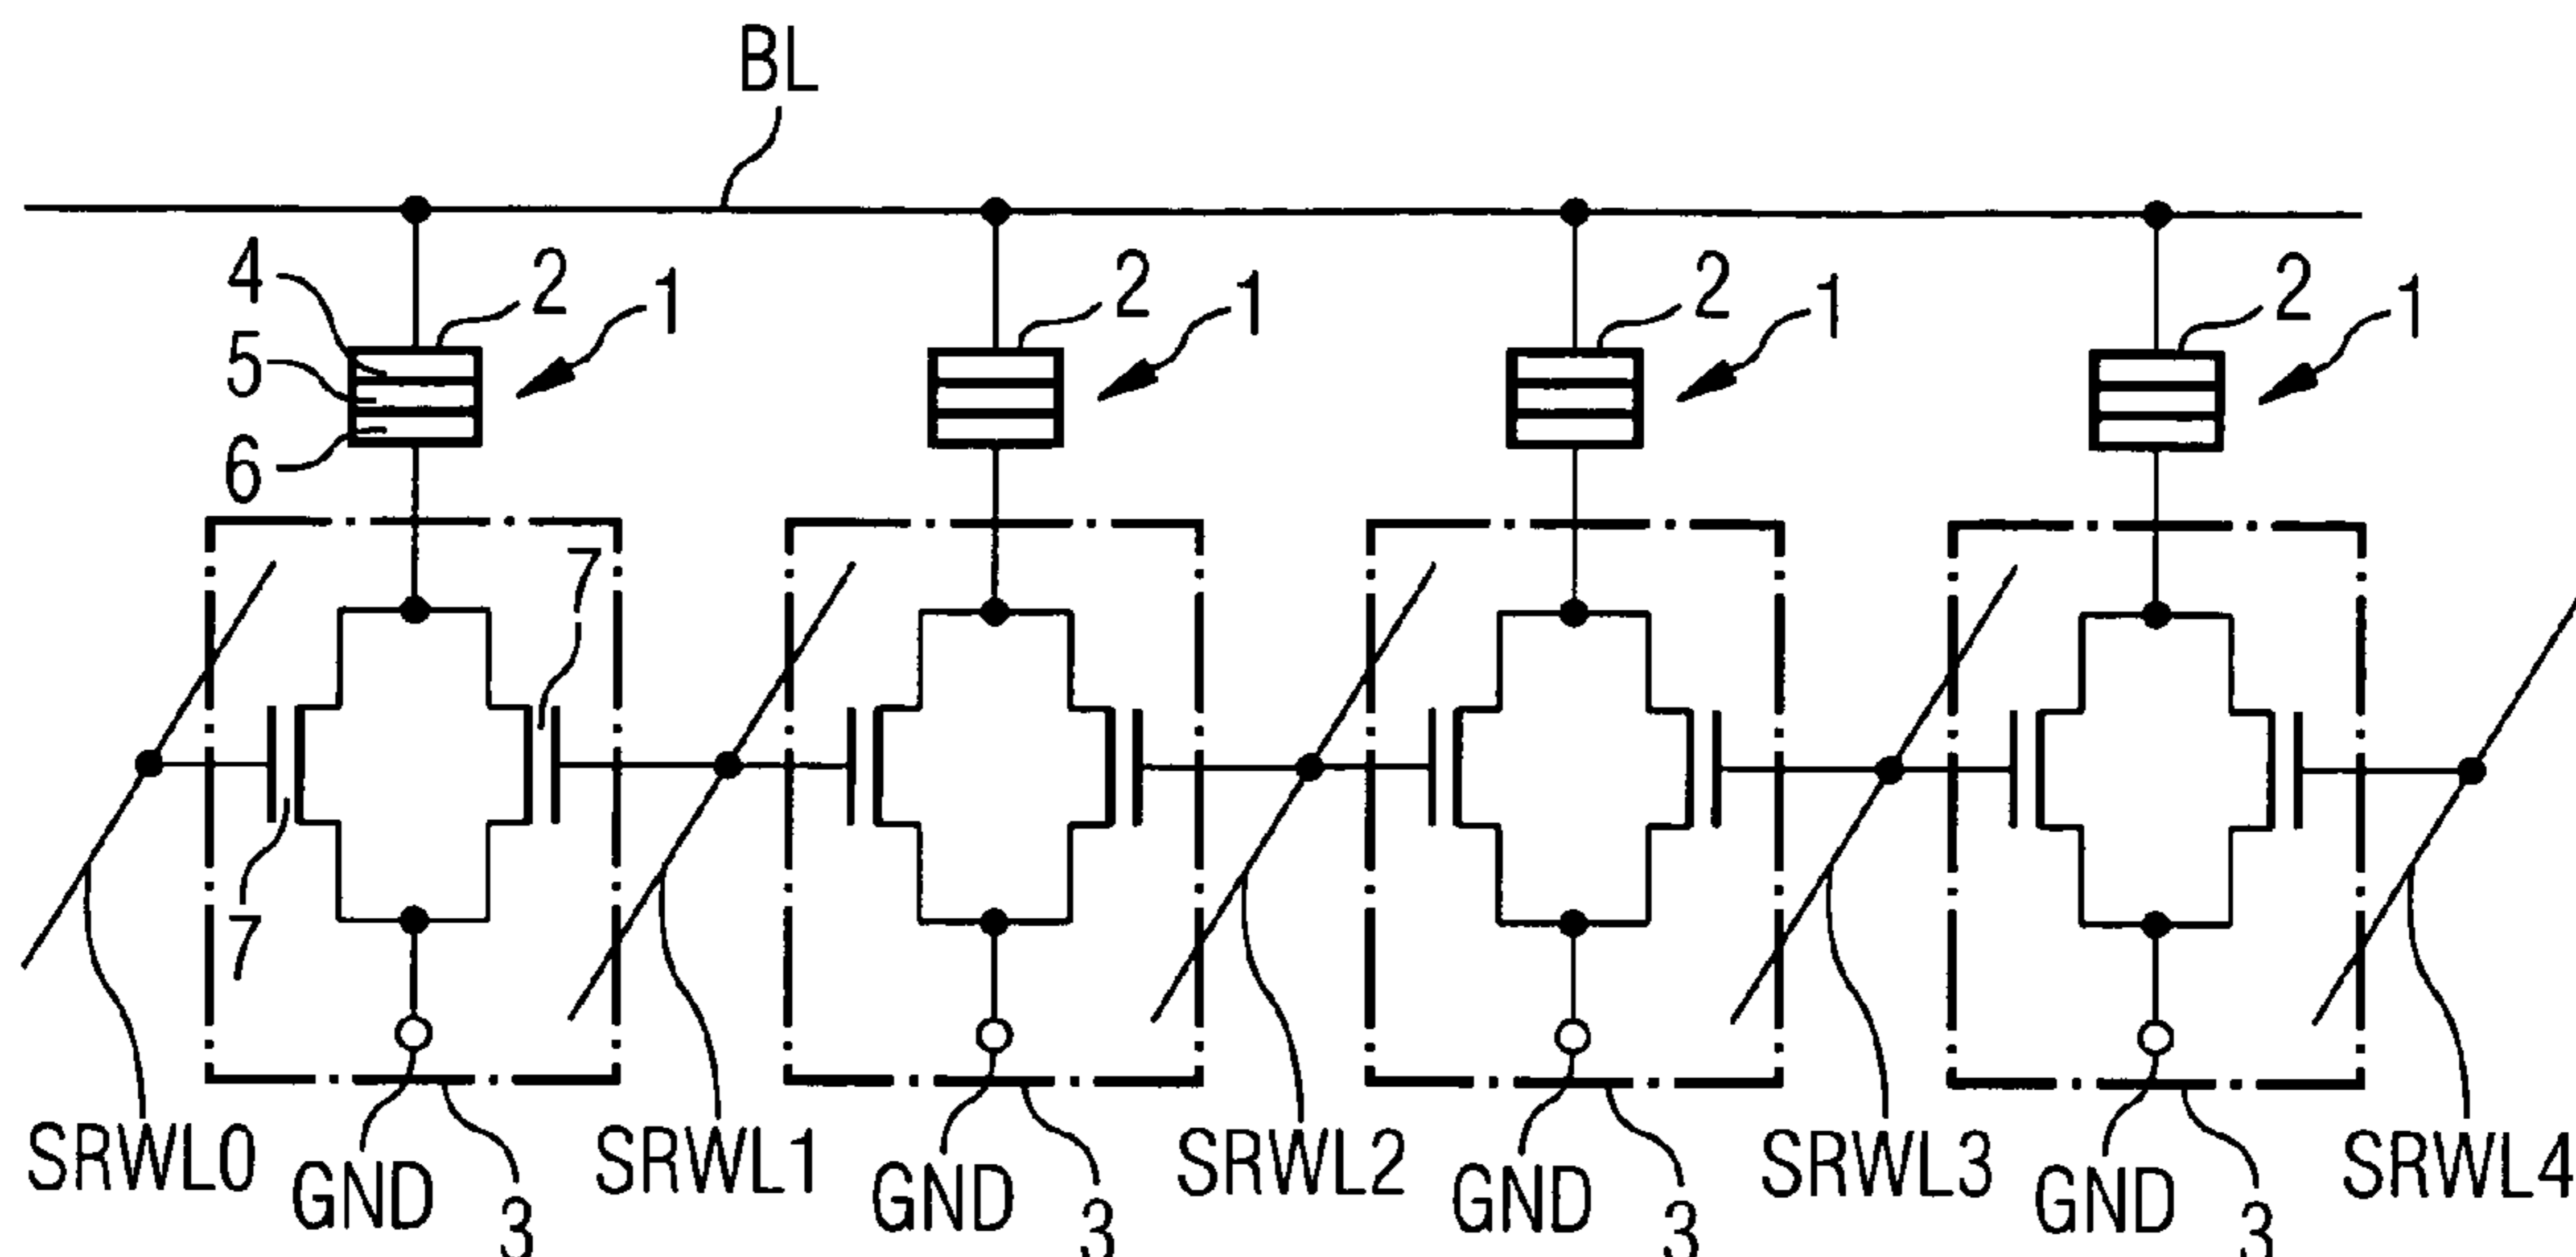 BL
4 2 1 2 1 2 1 2 1
5
6
7
7
SRWL0 GND 3 SRWL1 GND 3 SRWL2 GND 3 SRWL3 GND 3 SRWL4